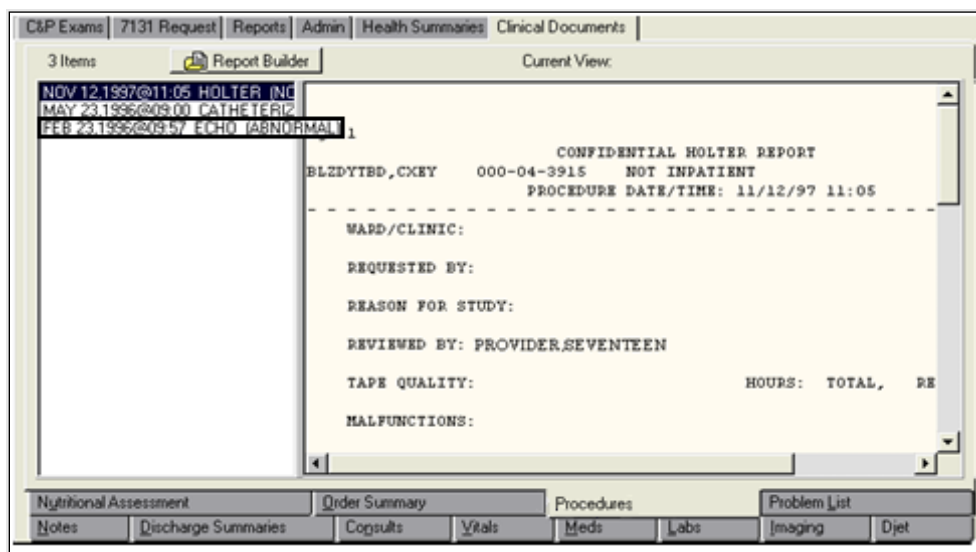 C&P Exams 7131 Request Reports Admin Health Summaries Clinical Documents
3 Items Report Builder Current View:
NOV 12,1997@11:05 HOLTER (NO
MAY 23,1996@09:00 CATHETERIZ
FEB 23,1996@09:57 ECHO (ABNORMAL)
1
CONFIDENTIAL HOLTER REPORT
BLZDYTBD,CXEY 000-04-3915 NOT INPATIENT
PROCEDURE DATE/TIME: 11/12/97 11:05
- - - - - - - - - - - - - - - - - - - - - - - - - - - - - - - -
WARD/CLINIC:
REQUESTED BY:
REASON FOR STUDY:
REVIEWED BY: PROVIDER,SEVENTEEN
TAPE QUALITY: HOURS: TOTAL, RE
MALFUNCTIONS:
Nutritional Assessment Order Summary Procedures Problem List
Notes Discharge Summaries Consults Vitals Meds Labs Imaging Diet